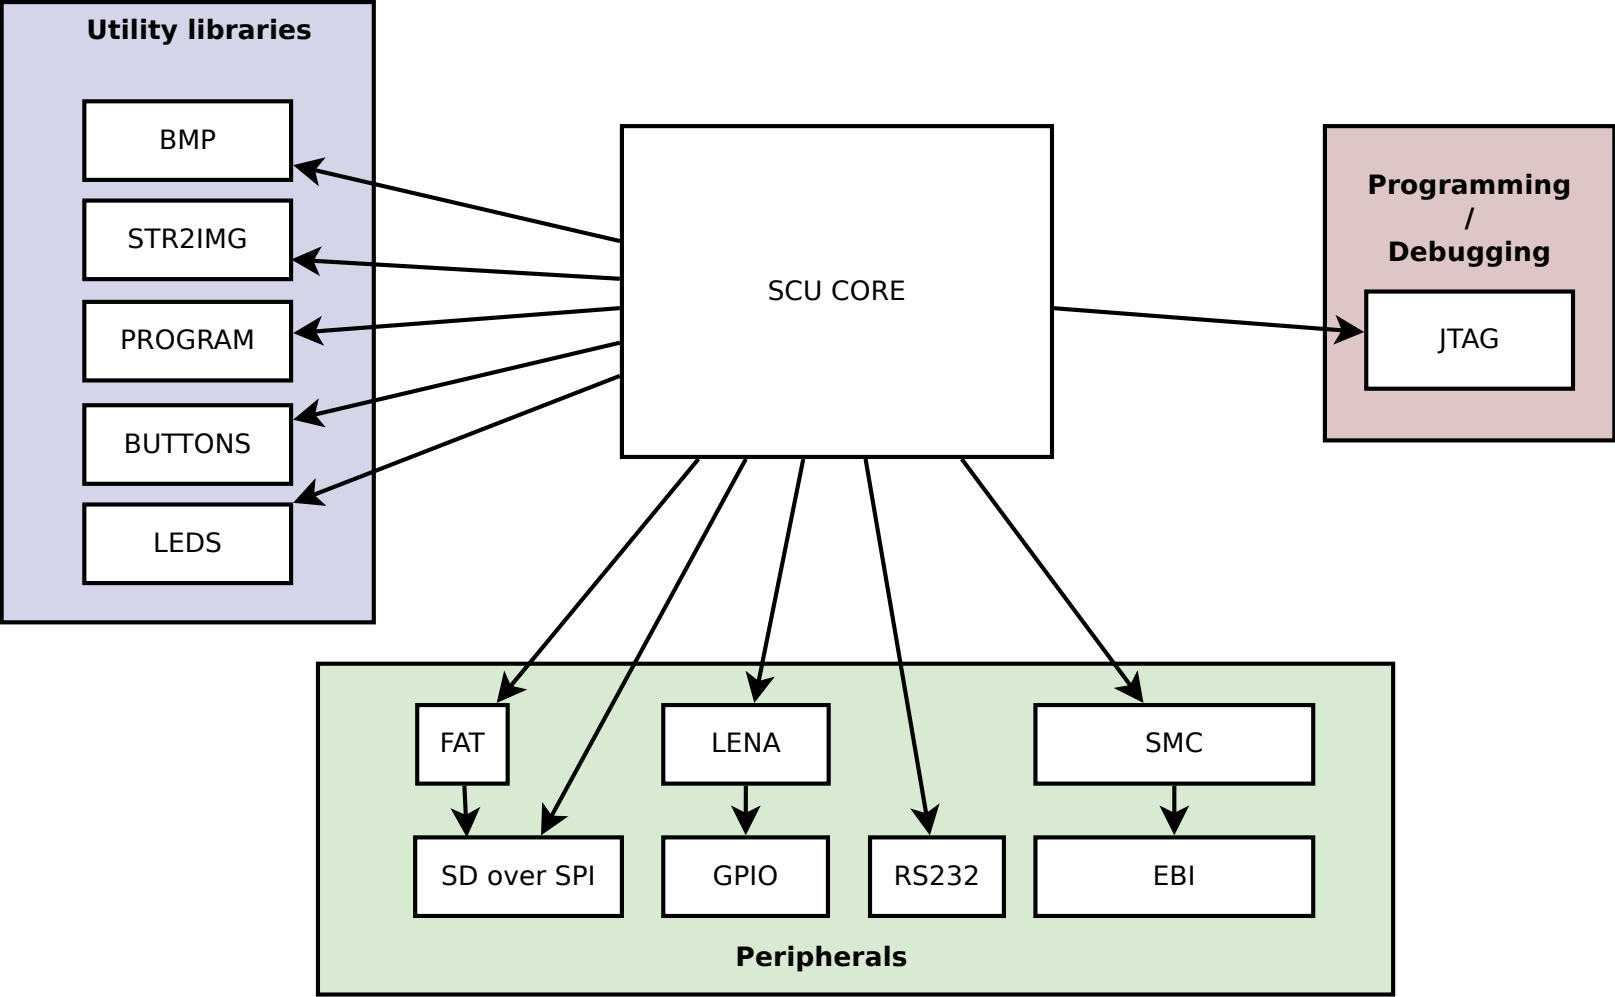 Utility libraries
BMP
STR2IMG
PROGRAM
BUTTONS
LEDS
SCU CORE
Programming
/
Debugging
JTAG
FAT
LENA
SMC
SD over SPI
GPIO
RS232
EBI
Peripherals